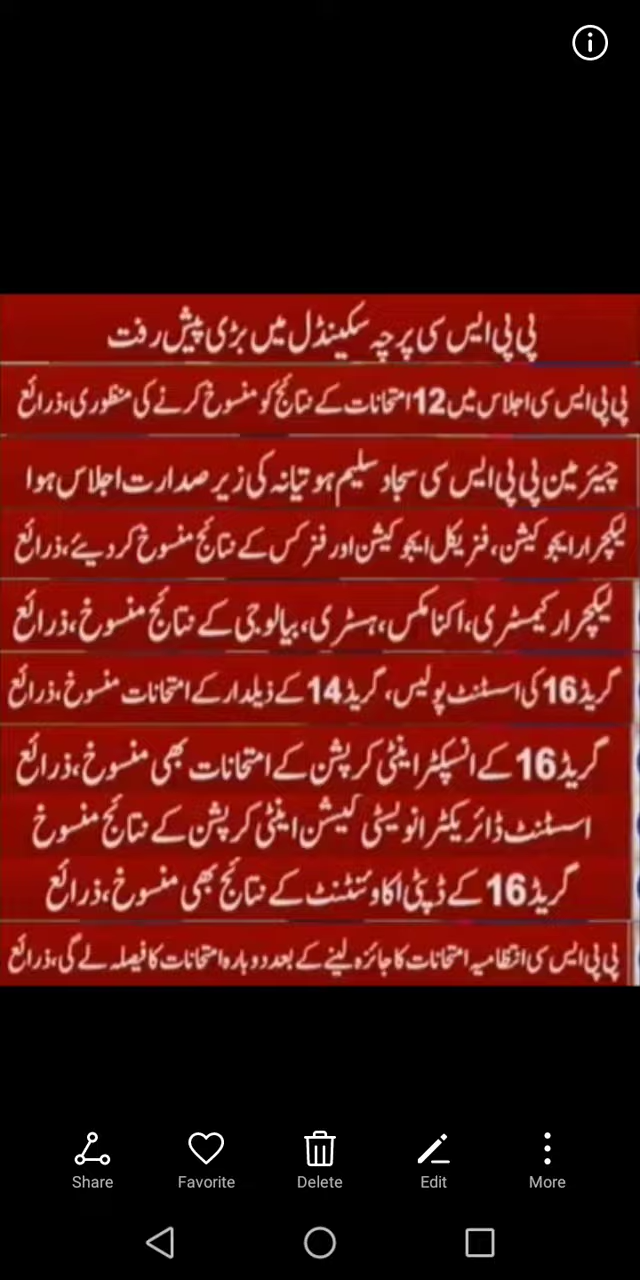 پی پی ایس سی پرچہ سکینڈل میں بڑی پیش رفت
پی پی ایس سی اجلاس میں 12 امتحانات کے نتائج کو منسوخ کرنے کی منظوری، ذرائع
چیئرمین پی پی ایس سی سجاد سلیم ہوتیانہ کی زیر صدارت اجلاس ہوا
لیکچرار ایجوکیشن، فزیکل ایجوکیشن اور فزکس کے نتائج منسوخ کر دیئے، ذرائع
لیکچرار کیمسٹری، اکنامکس، ہسٹری، بیالوجی کے نتائج منسوخ، ذرائع
گریڈ 16 کی اسسٹنٹ پولیس، گریڈ 14 کے ذیلدار کے امتحانات منسوخ، ذرائع
گریڈ 16 کے انسپکٹر اینٹی کرپشن کے امتحانات بھی منسوخ، ذرائع
اسسٹنٹ ڈائریکٹر انویسٹی گیشن اینٹی کرپشن کے نتائج منسوخ
گریڈ 16 کے ڈپٹی اکاوئنٹنٹ کے نتائج بھی منسوخ، ذرائع
پی پی ایس سی انتظامیہ امتحانات کا جائزہ لینے کے بعد دوبارہ امتحانات کا فیصلہ لے گی، ذرائع
Share
Favorite
Delete
Edit
More